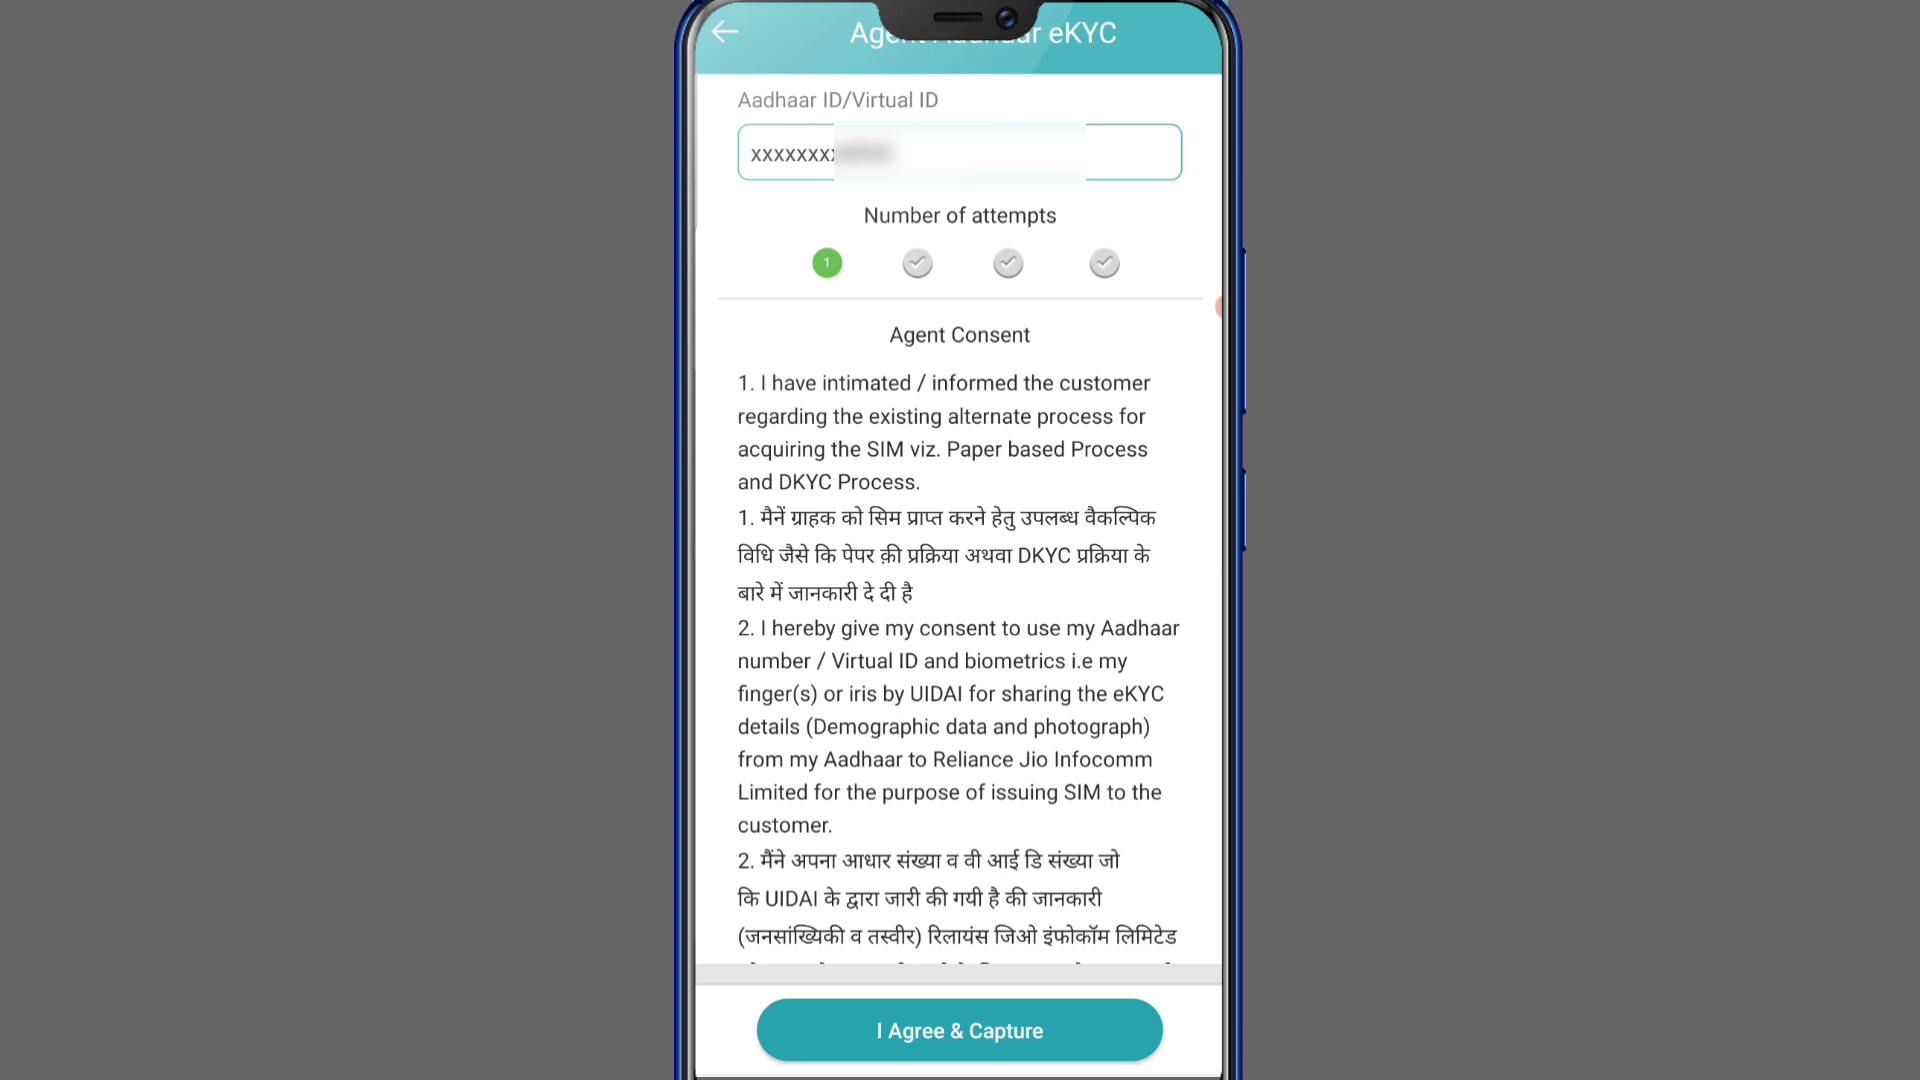 Agent Aadhaar eKYC
Aadhaar ID/Virtual ID
xxxxxxxx
Number of attempts
1
Agent Consent
1. I have intimated / informed the customer
regarding the existing alternate process for
acquiring the SIM viz. Paper based Process
and DKYC Process.
1. मैनें ग्राहक को सिम प्राप्त करने हेतु उपलब्ध वैकल्पिक
विधि जैसे कि पेपर क़ी प्रक्रिया अथवा DKYC प्रक्रिया के
बारे में जानकारी दे दी है
2. I hereby give my consent to use my Aadhaar
number / Virtual ID and biometrics i.e my
finger(s) or iris by UIDAI for sharing the eKYC
details (Demographic data and photograph)
from my Aadhaar to Reliance Jio Infocomm
Limited for the purpose of issuing SIM to the
customer.
2. मैंने अपना आधार संख्या व वी आई डि संख्या जो
कि UIDAI के द्वारा जारी की गयी है की जानकारी
(जनसांख्यिकी व तस्वीर) रिलायंस जिओ इंफोकॉम लिमिटेड
I Agree & Capture